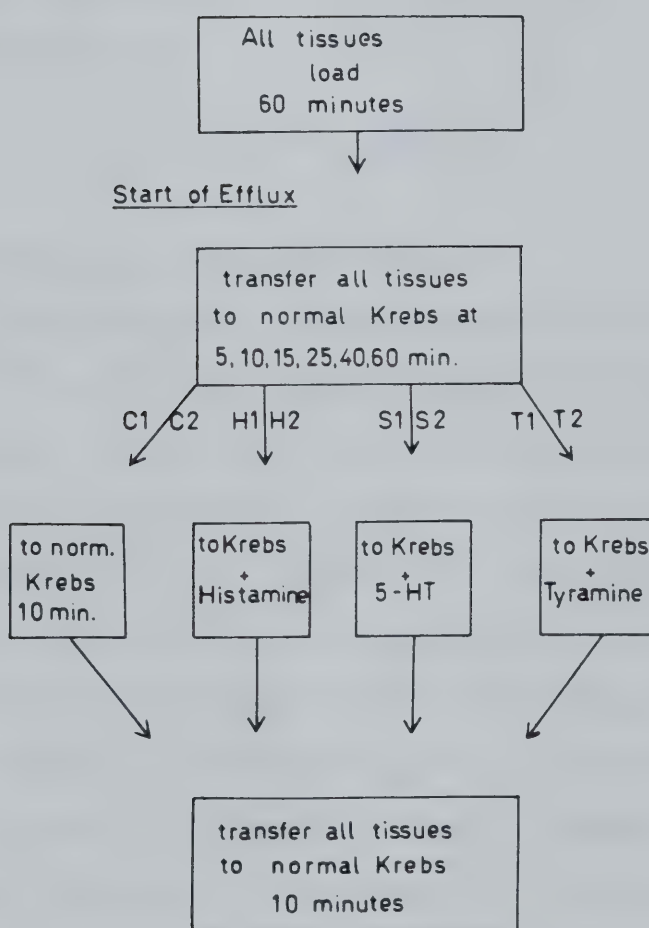 All tissues
load
60 minutes
Start of Efflux
transfer all tissues
to normal Krebs at
5, 10, 15, 25, 40, 60 min.
C1 C2 H1 H2 S1 S2 T1 T2
to norm.
Krebs
10 min.
to Krebs
+
Histamine
to Krebs
+
5-HT
to Krebs
+
Tyramine
transfer all tissues
to normal Krebs
10 minutes